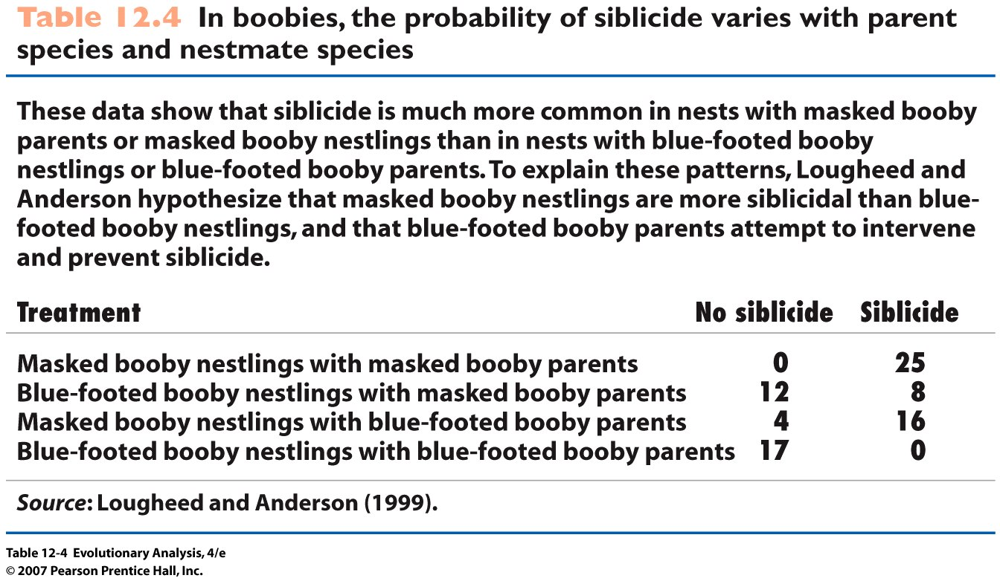 Table 12.4 In boobies, the probability of siblicide varies with parent
species and nestmate species
These data show that siblicide is much more common in nests with masked booby
parents or masked booby nestlings than in nests with blue-footed booby
nestlings or blue-footed booby parents. To explain these patterns, Lougheed and
Anderson hypothesize that masked booby nestlings are more siblicidal than blue-
footed booby nestlings, and that blue-footed booby parents attempt to intervene
and prevent siblicide.
Treatment No siblicide Siblicide
Masked booby nestlings with masked booby parents 0 25
Blue-footed booby nestlings with masked booby parents 12 8
Masked booby nestlings with blue-footed booby parents 4 16
Blue-footed booby nestlings with blue-footed booby parents 17 0
Source: Lougheed and Anderson (1999).
Table 12-4 Evolutionary Analysis, 4/e
© 2007 Pearson Prentice Hall, Inc.